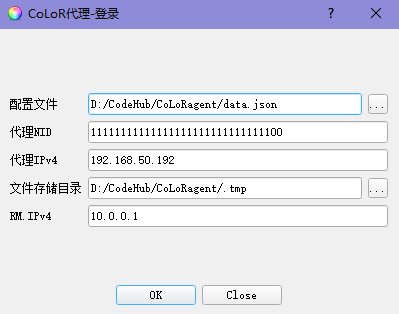 CoLoR代理-登录
配置文件 D:/CodeHub/CoLoRagent/data.json ...
代理NID 11111111111111111111111111111100
代理IPv4 192.168.50.192
文件存储目录 D:/CodeHub/CoLoRagent/.tmp ...
RM.IPv4 10.0.0.1
OK Close